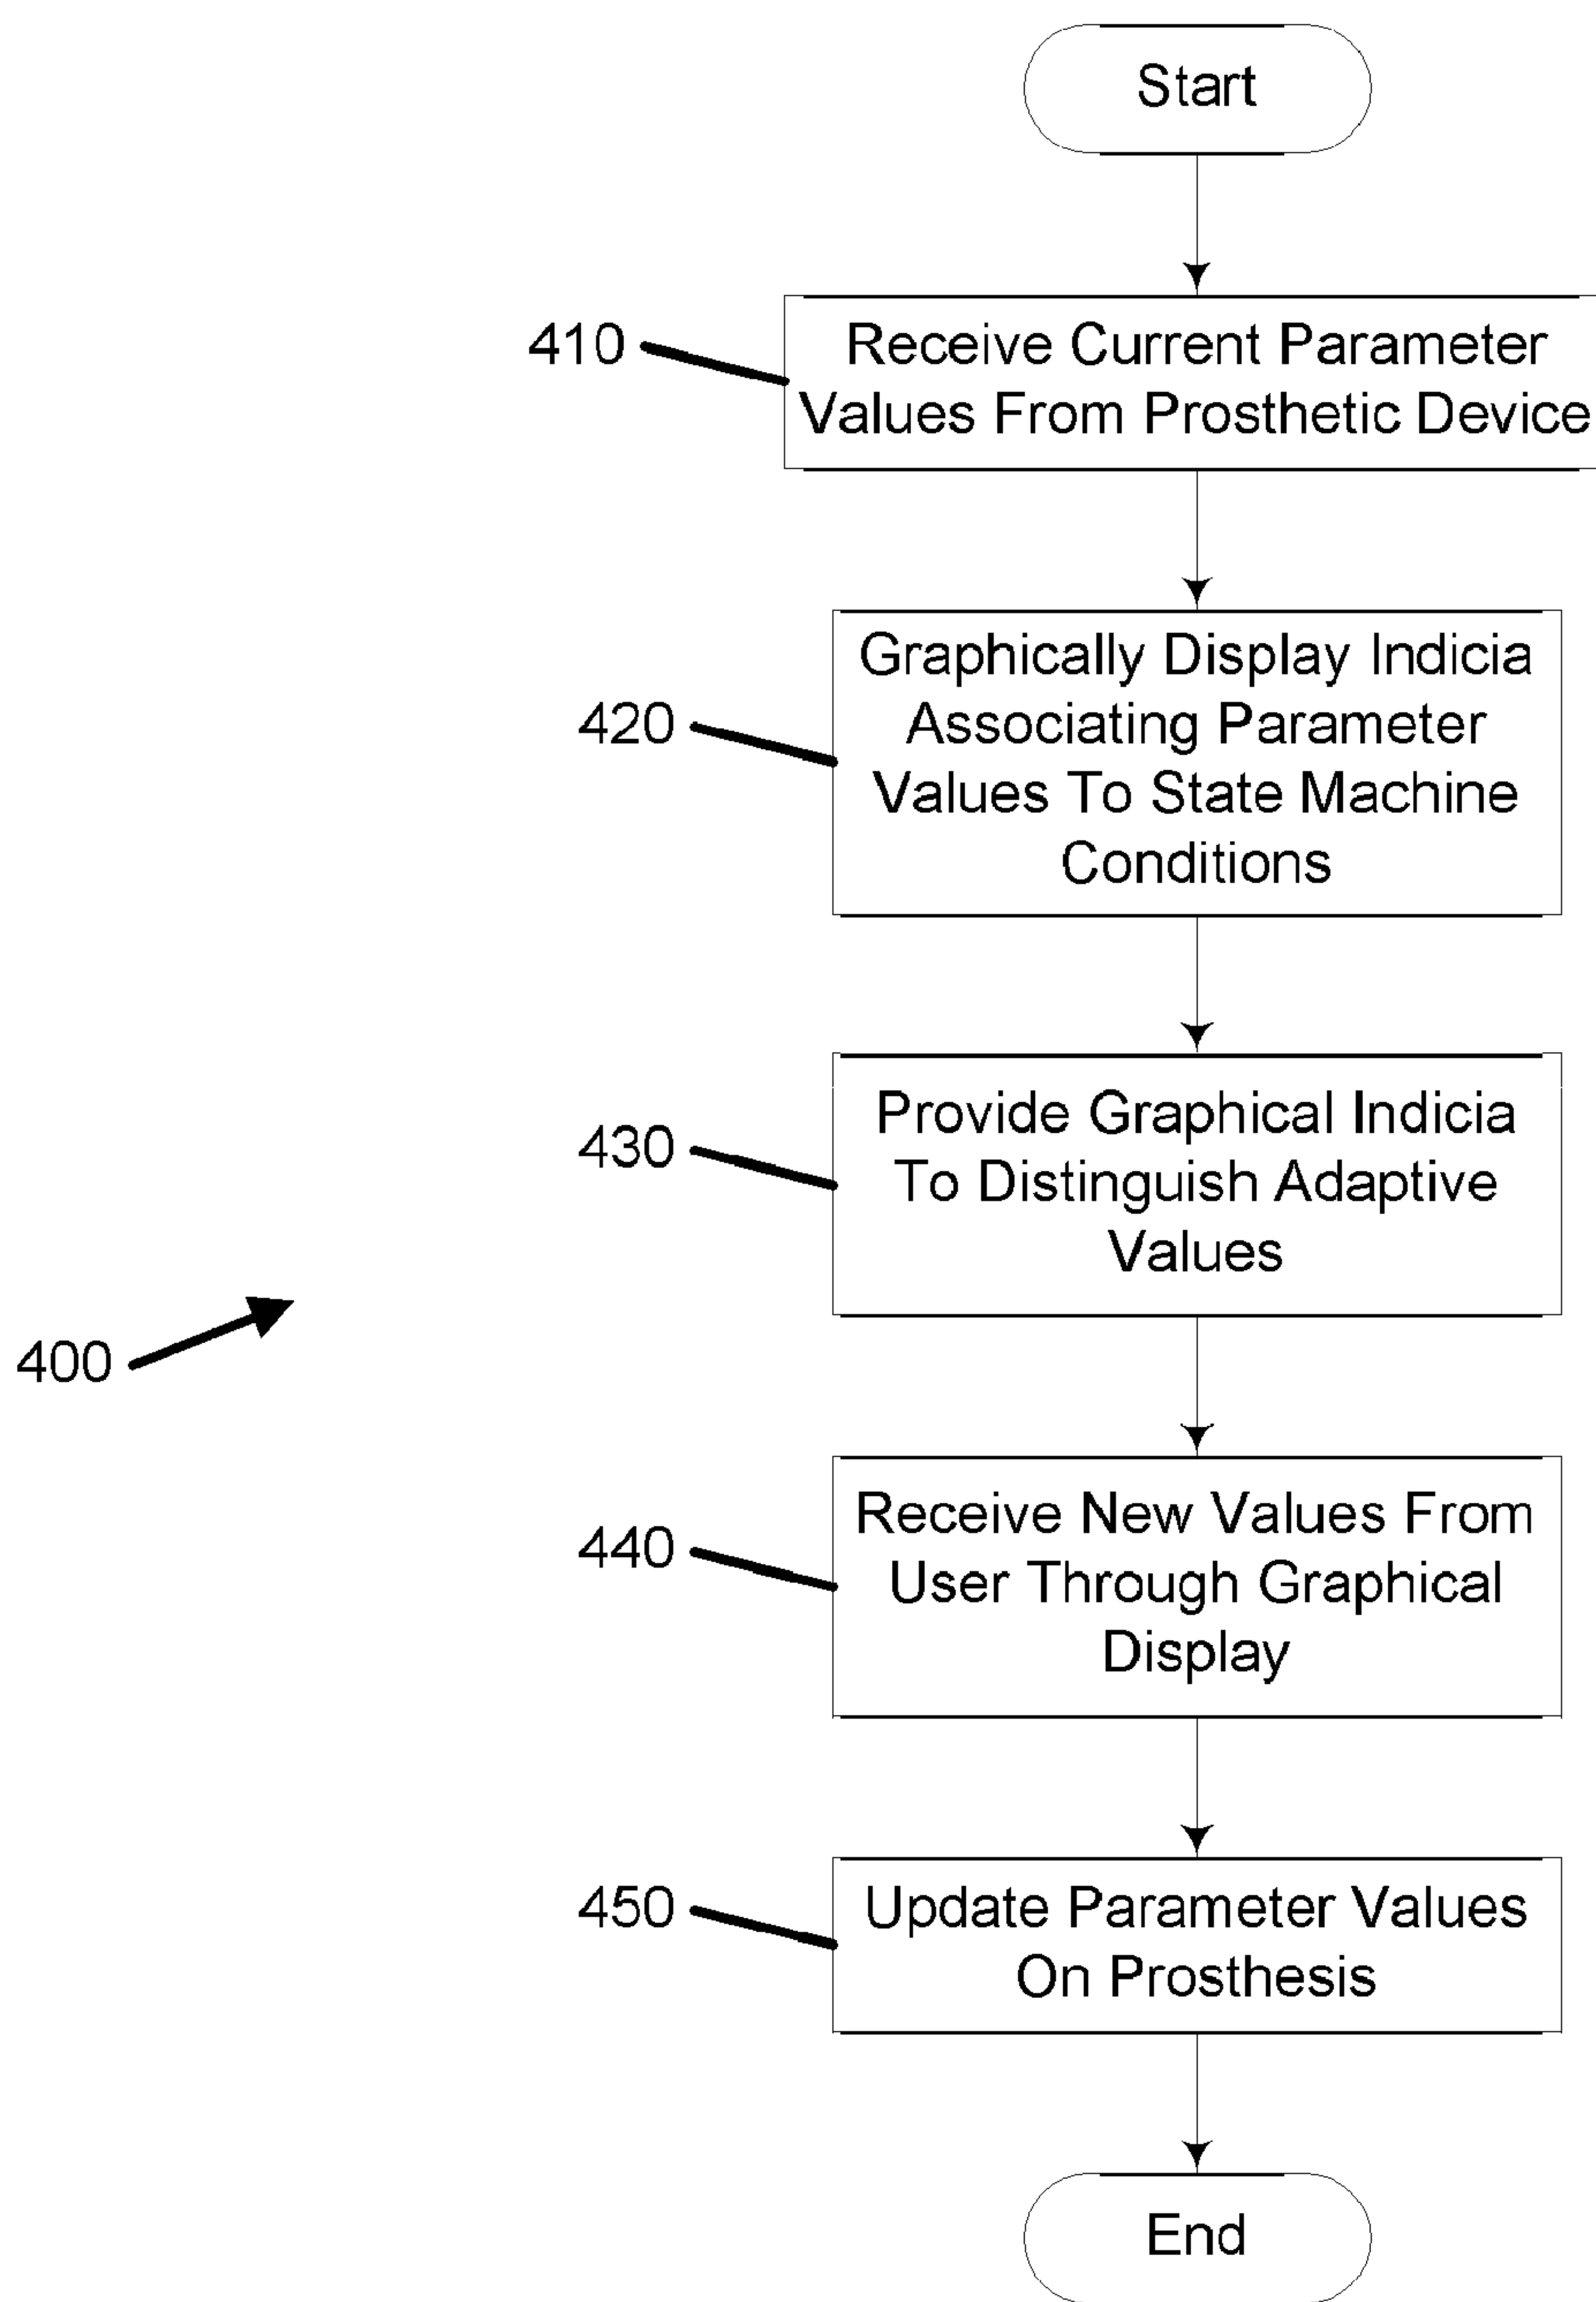 Start
410
Receive Current Parameter
Values From Prosthetic Device
420
Graphically Display Indicia
Associating Parameter
Values To State Machine
Conditions
430
Provide Graphical Indicia
To Distinguish Adaptive
Values
400
440
Receive New Values From
User Through Graphical
Display
450
Update Parameter Values
On Prosthesis
End